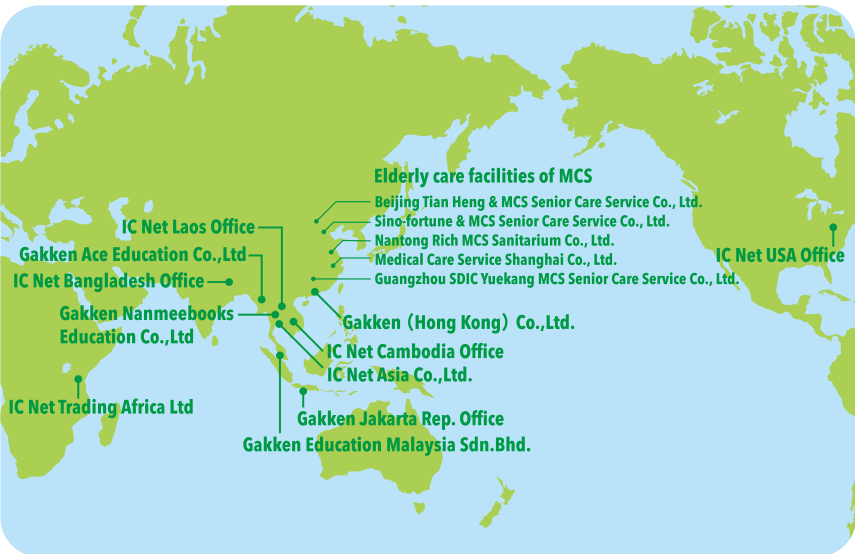 Elderly care facilities of MCS
Beijing Tian Heng & MCS Senior Care Service Co., Ltd.
Sino-fortune & MCS Senior Care Service Co., Ltd.
Nantong Rich MCS Sanitarium Co., Ltd.
Medical Care Service Shanghai Co., Ltd.
Guangzhou SDIC Yuekang MCS Senior Care Service Co., Ltd.
IC Net Laos Office
Gakken Ace Education Co.,Ltd
IC Net Bangladesh Office
Gakken Nanmeebooks
Education Co.,Ltd
IC Net Trading Africa Ltd
IC Net USA Office
Gakken（Hong Kong）Co.,Ltd.
IC Net Cambodia Office
IC Net Asia Co.,Ltd.
Gakken Jakarta Rep. Office
Gakken Education Malaysia Sdn.Bhd.